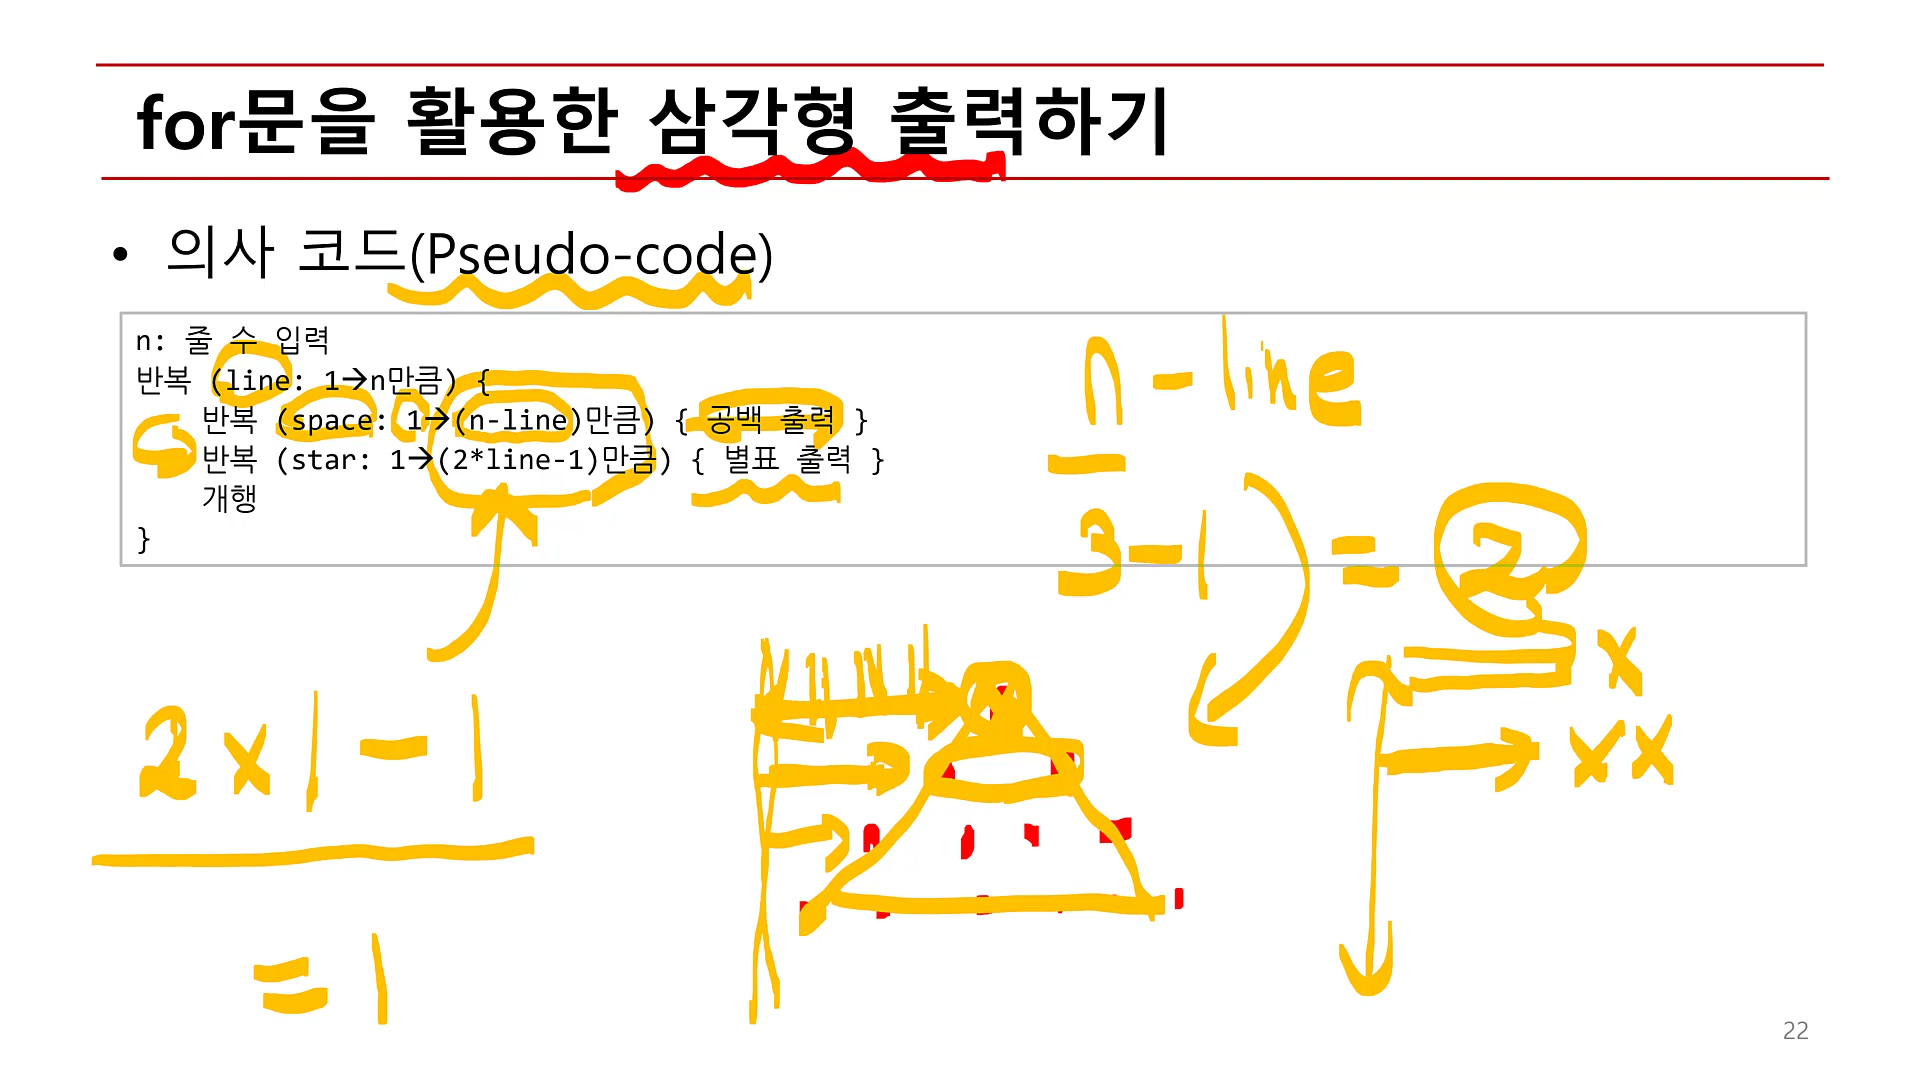 for문을 활용한 삼각형 출력하기
• 의사 코드(Pseudo-code)
n: 줄 수 입력
반복 (line: 1→n만큼) {
반복 (space: 1→(n-line)만큼) { 공백 출력 }
반복 (star: 1→(2*line-1)만큼) { 별표 출력 }
개행
}
n - line
3 - 1 = 2
x
xx
2 x 1 - 1
= 1
22